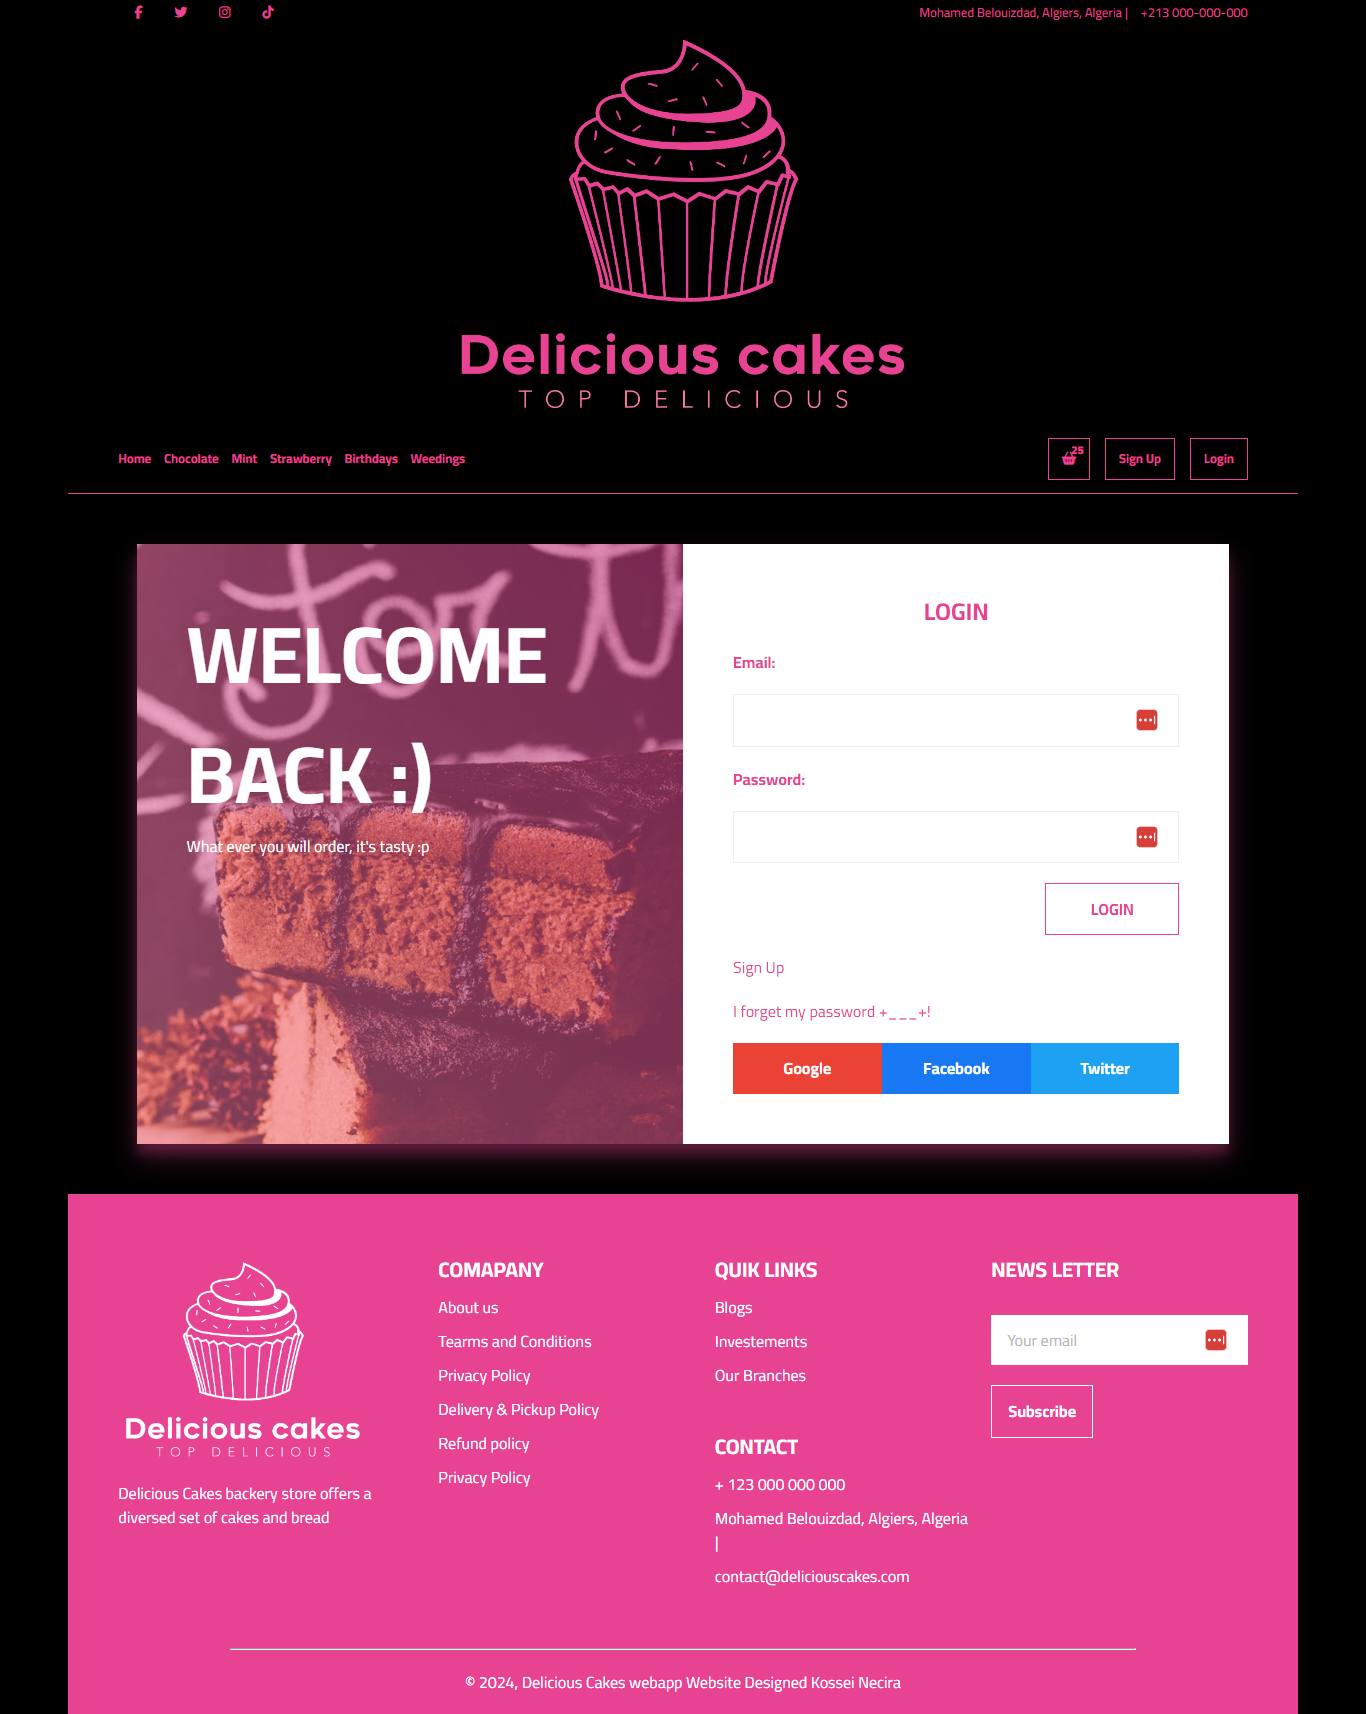 Mohamed Belouizdad, Algiers, Algeria |
+213 000-000-000
Delicious cakes
TOP DELICIOUS
Home
Chocolate
Mint
Strawberry
Birthdays
Weedings
25
Sign Up
Login
for
WELCOME
BACK :)
What ever you will order, it's tasty :p
LOGIN
Email:
Password:
LOGIN
Sign Up
I forget my password +___+!
Google
Facebook
Twitter
Delicious cakes
TOP DELICIOUS
Delicious Cakes backery store offers a
diversed set of cakes and bread
COMAPANY
About us
Tearms and Conditions
Privacy Policy
Delivery & Pickup Policy
Refund policy
Privacy Policy
QUIK LINKS
Blogs
Investements
Our Branches
CONTACT
+ 123 000 000 000
Mohamed Belouizdad, Algiers, Algeria
|
contact@deliciouscakes.com
NEWS LETTER
Your email
Subscribe
© 2024, Delicious Cakes webapp Website Designed Kossei Necira